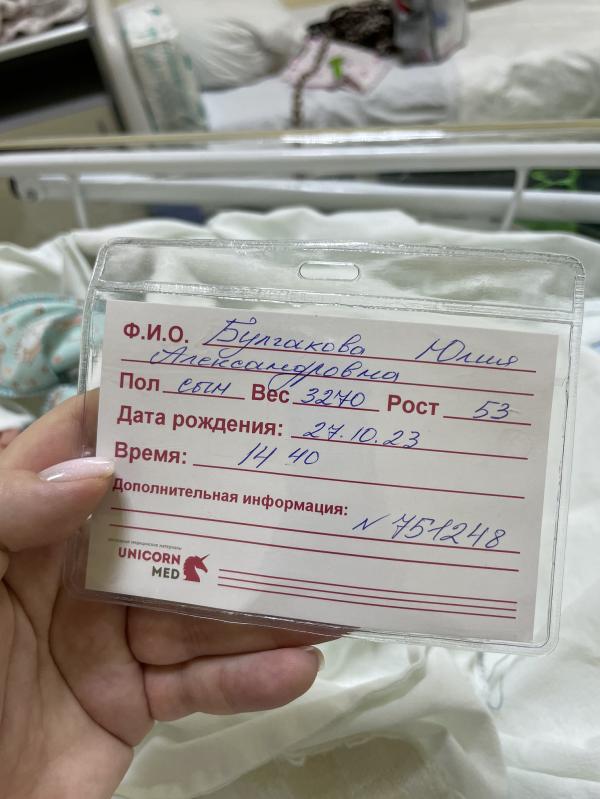 Ф.И.О. Булгакова Юлия
Александровна
Пол сын Вес 3270 Рост 53
Дата рождения: 27.10.23
Время: 14 40
Дополнительная информация:
N 751248
UNICORN
MED